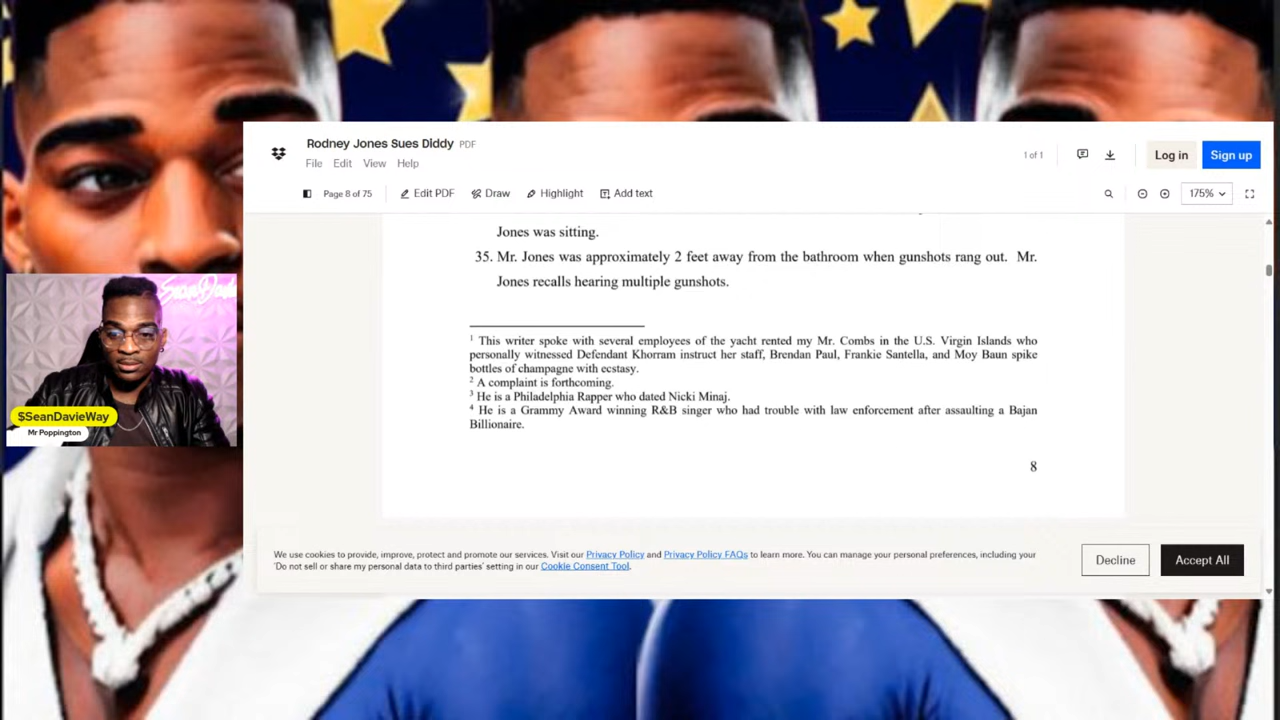 Rodney Jones Sues Diddy PDF
File Edit View Help
1 of 1
Log in
Sign up
Page 8 of 75
Edit PDF
Draw
Highlight
Add text
175%
Jones was sitting.
35. Mr. Jones was approximately 2 feet away from the bathroom when gunshots rang out. Mr.
Jones recalls hearing multiple gunshots.
1 This writer spoke with several employees of the yacht rented my Mr. Combs in the U.S. Virgin Islands who
personally witnessed Defendant Khorram instruct her staff, Brendan Paul, Frankie Santella, and Moy Baun spike
bottles of champagne with ecstasy.
2 A complaint is forthcoming.
3 He is a Philadelphia Rapper who dated Nicki Minaj.
4 He is a Grammy Award winning R&B singer who had trouble with law enforcement after assaulting a Bajan
Billionaire.
8
We use cookies to provide, improve, protect and promote our services. Visit our Privacy Policy and Privacy Policy FAQs to learn more. You can manage your personal preferences, including your
'Do not sell or share my personal data to third parties' setting in our Cookie Consent Tool.
Decline
Accept All
$SeanDavieWay
Mr Poppington